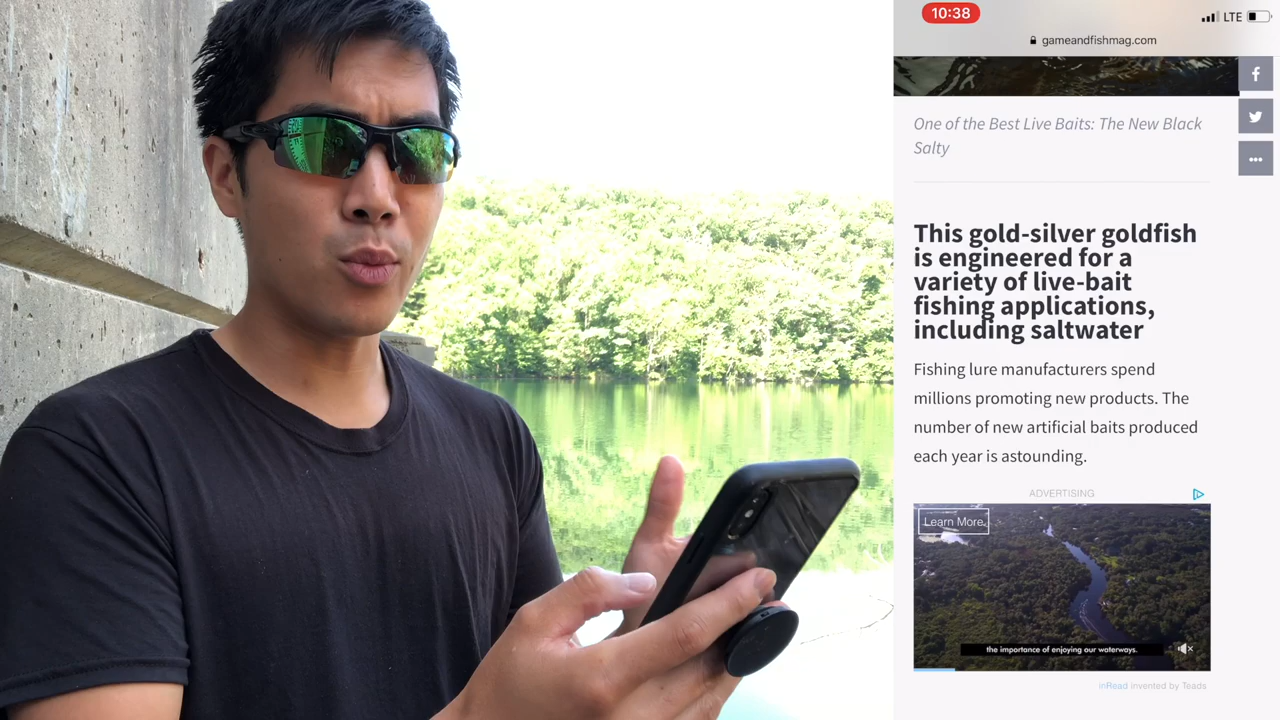 10:38
LTE
gameandfishmag.com
One of the Best Live Baits: The New Black
Salty
This gold-silver goldfish
is engineered for a
variety of live-bait
fishing applications,
including saltwater
Fishing lure manufacturers spend
millions promoting new products. The
number of new artificial baits produced
each year is astounding.
ADVERTISING
Learn More
the importance of enjoying our waterways.
inRead invented by Teads